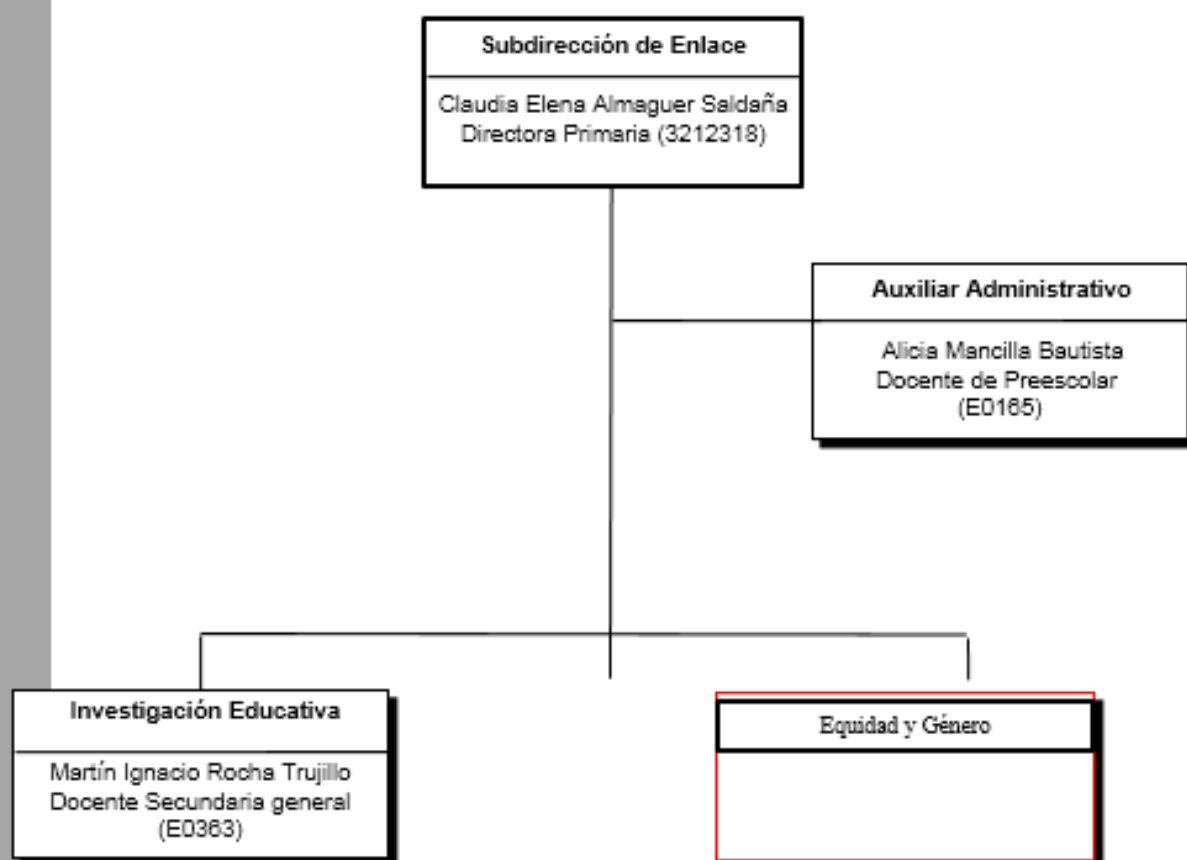 Subdirección de Enlace
Claudia Elena Almaguer Saldaña
Directora Primaria (3212318)
Auxiliar Administrativo
Alicia Mancilla Bautista
Docente de Preescolar
(E0165)
Investigación Educativa
Martín Ignacio Rocha Trujillo
Docente Secundaria general
(E0363)
Equidad y Género